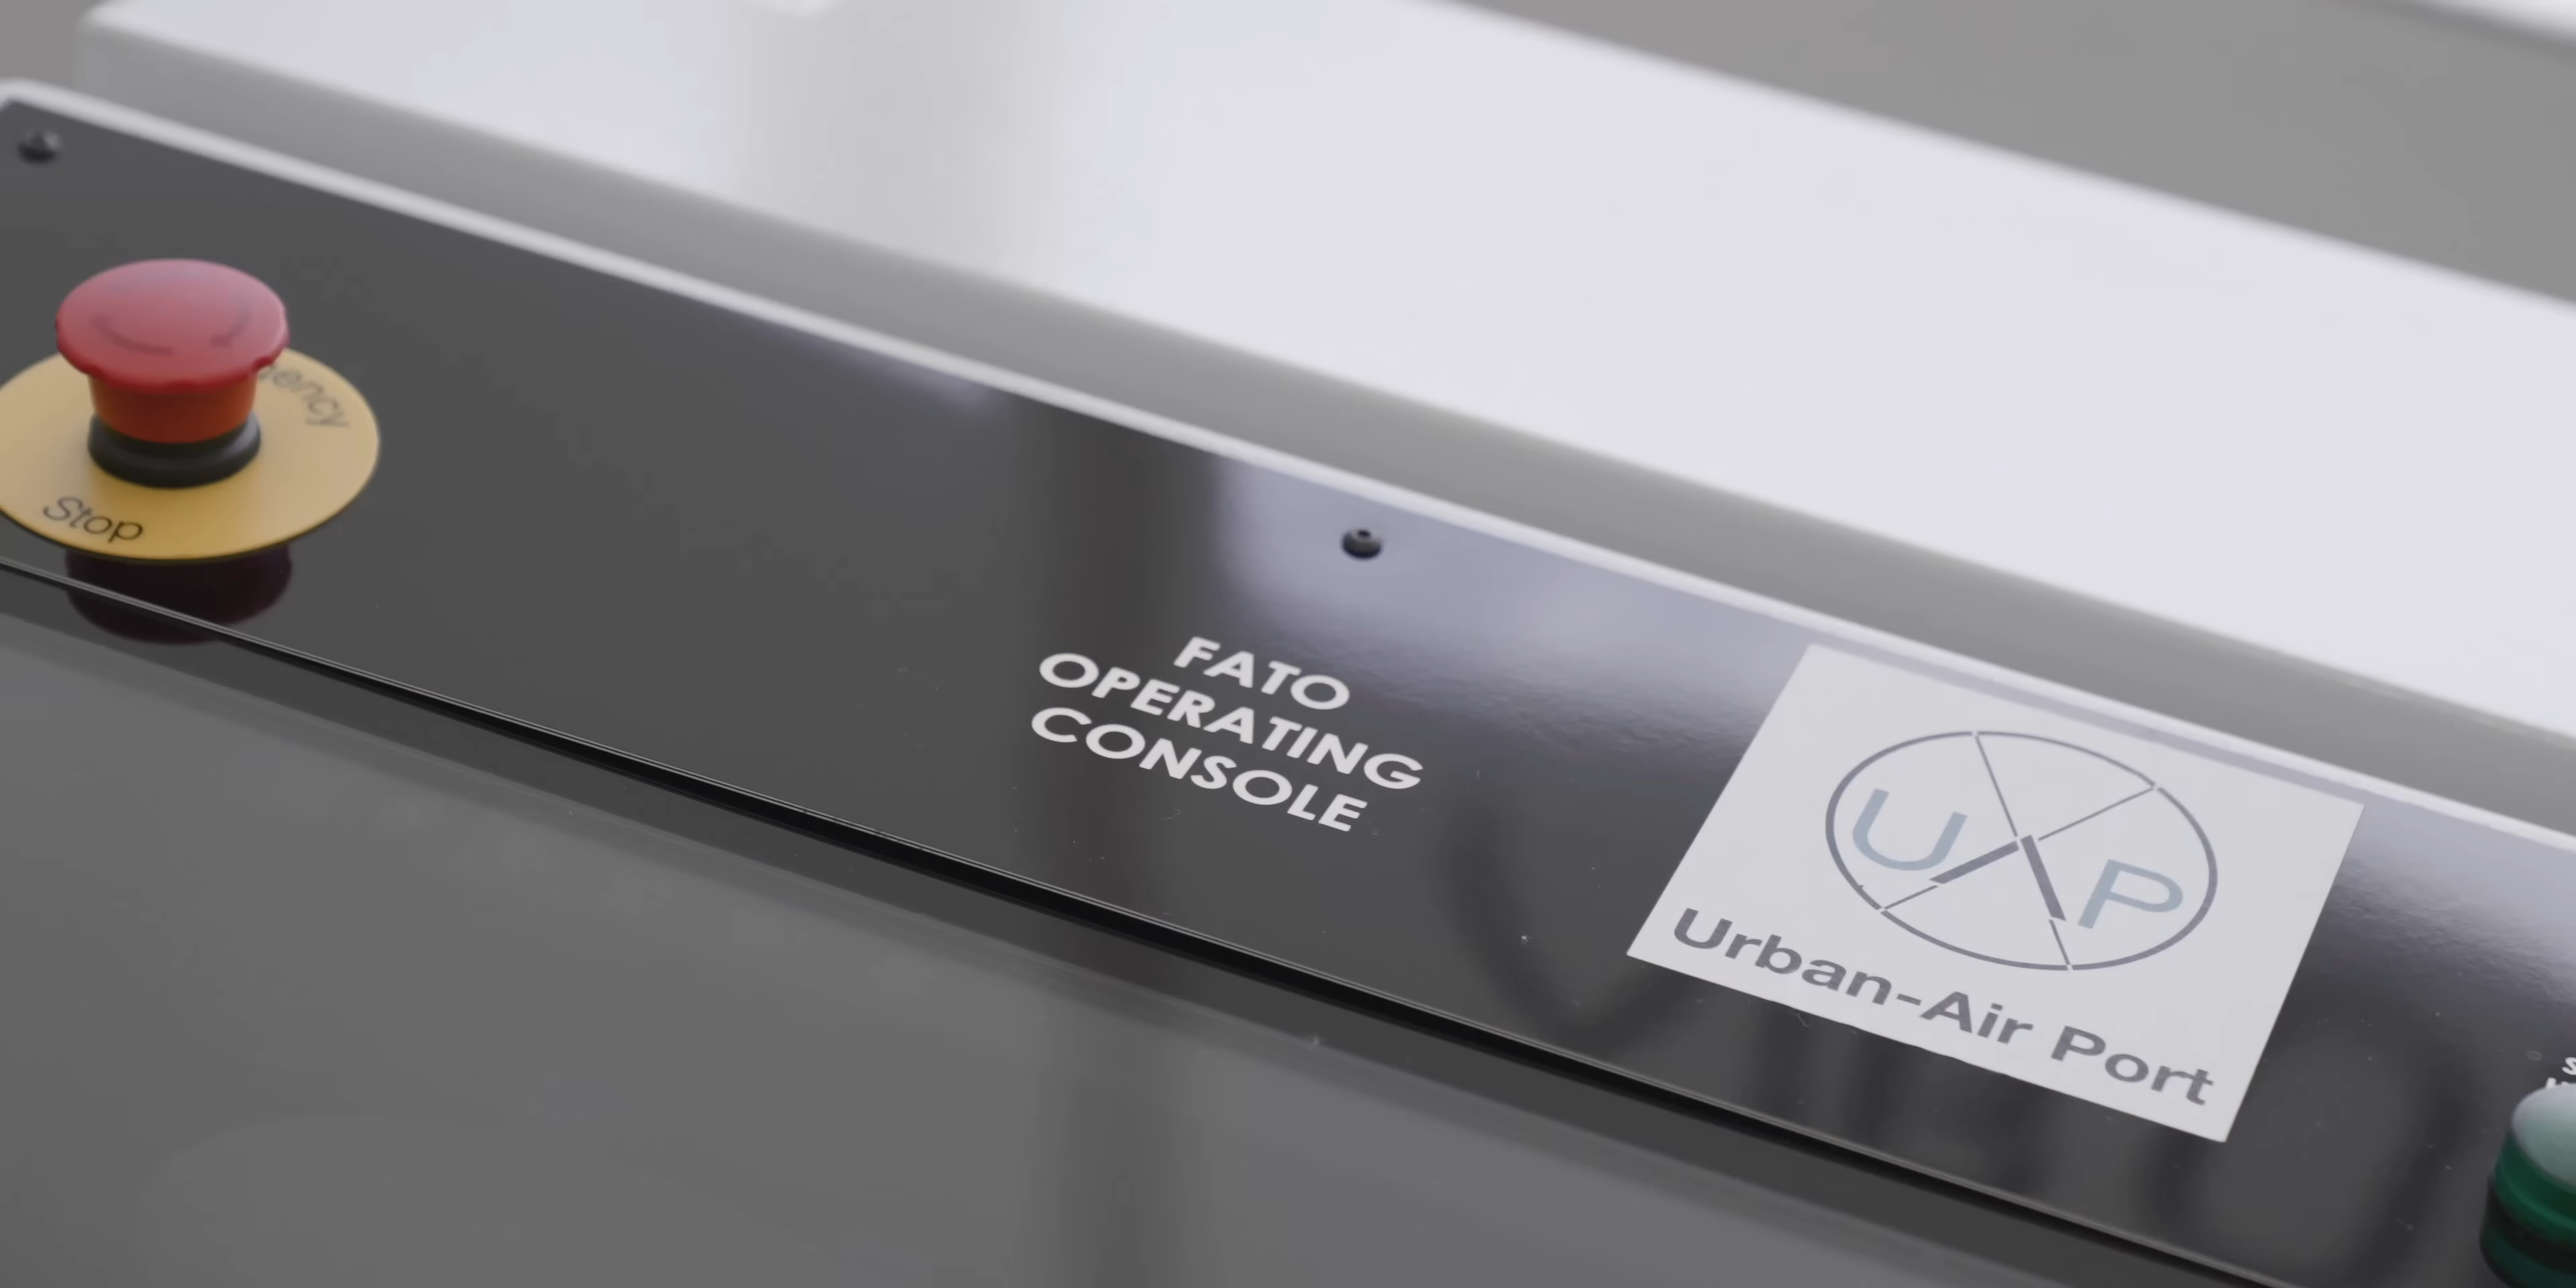 Stop
FATO
OPERATING
CONSOLE
UAP
Urban-Air Port